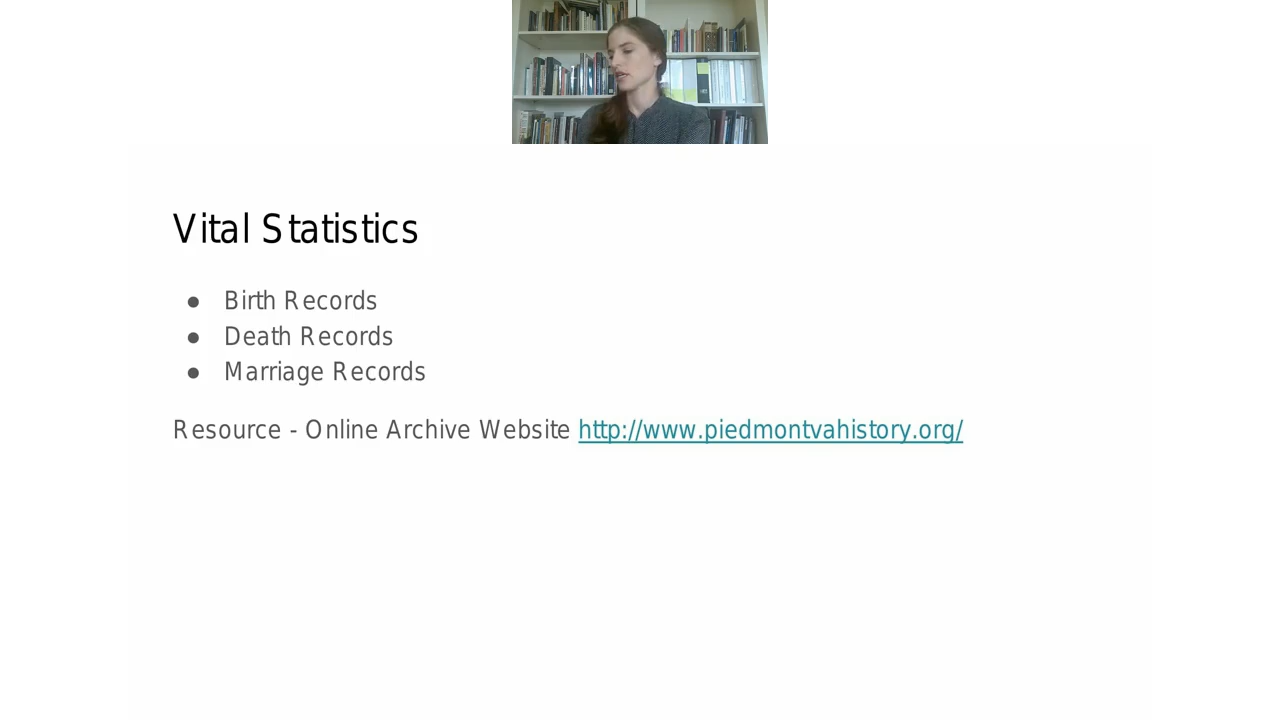 Vital Statistics
● Birth Records
● Death Records
● Marriage Records
Resource - Online Archive Website http://www.piedmontvahistory.org/